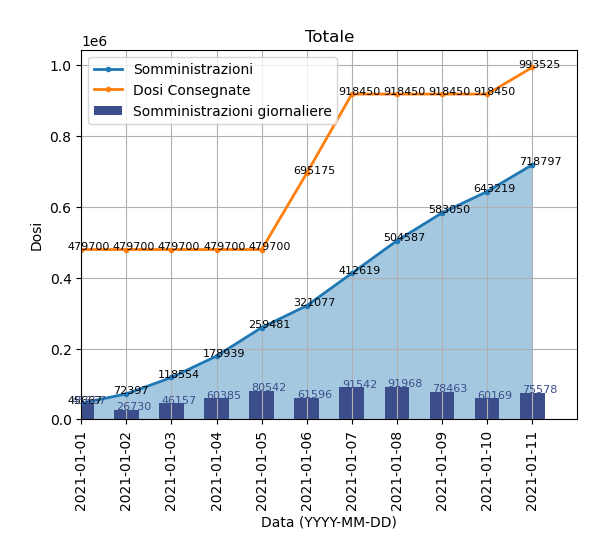 Totale
1e6
Somministrazioni
Dosi Consegnate
Somministrazioni giornaliere
1.0
0.8
0.6
0.4
0.2
0.0
Dosi
479700 479700 479700 479700 479700 695175 918450 918450 918450 918450 993525
72397 118554 178939 259481 321077 412619 504587 583050 643219 718797
26730 46157 60385 80542 61596 91542 91968 78463 60169 75578
2021-01-01
2021-01-02
2021-01-03
2021-01-04
2021-01-05
2021-01-06
2021-01-07
2021-01-08
2021-01-09
2021-01-10
2021-01-11
Data (YYYY-MM-DD)